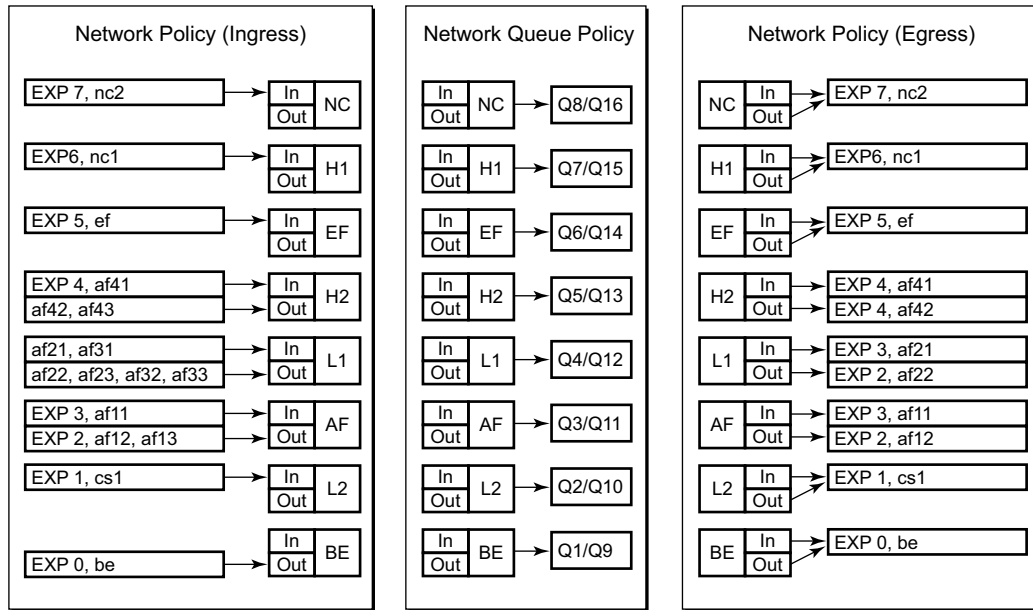 Network Policy (Ingress)
EXP 7, nc2
In
Out
NC
EXP6, nc1
In
Out
H1
EXP 5, ef
In
Out
EF
EXP 4, af41
af42, af43
In
Out
H2
af21, af31
af22, af23, af32, af33
In
Out
L1
EXP 3, af11
EXP 2, af12, af13
In
Out
AF
EXP 1, cs1
In
Out
L2
EXP 0, be
In
Out
BE
Network Queue Policy
In
Out
NC
Q8/Q16
In
Out
H1
Q7/Q15
In
Out
EF
Q6/Q14
In
Out
H2
Q5/Q13
In
Out
L1
Q4/Q12
In
Out
AF
Q3/Q11
In
Out
L2
Q2/Q10
In
Out
BE
Q1/Q9
Network Policy (Egress)
NC
In
Out
EXP 7, nc2
H1
In
Out
EXP6, nc1
EF
In
Out
EXP 5, ef
H2
In
Out
EXP 4, af41
EXP 4, af42
L1
In
Out
EXP 3, af21
EXP 2, af22
AF
In
Out
EXP 3, af11
EXP 2, af12
L2
In
Out
EXP 1, cs1
BE
In
Out
EXP 0, be